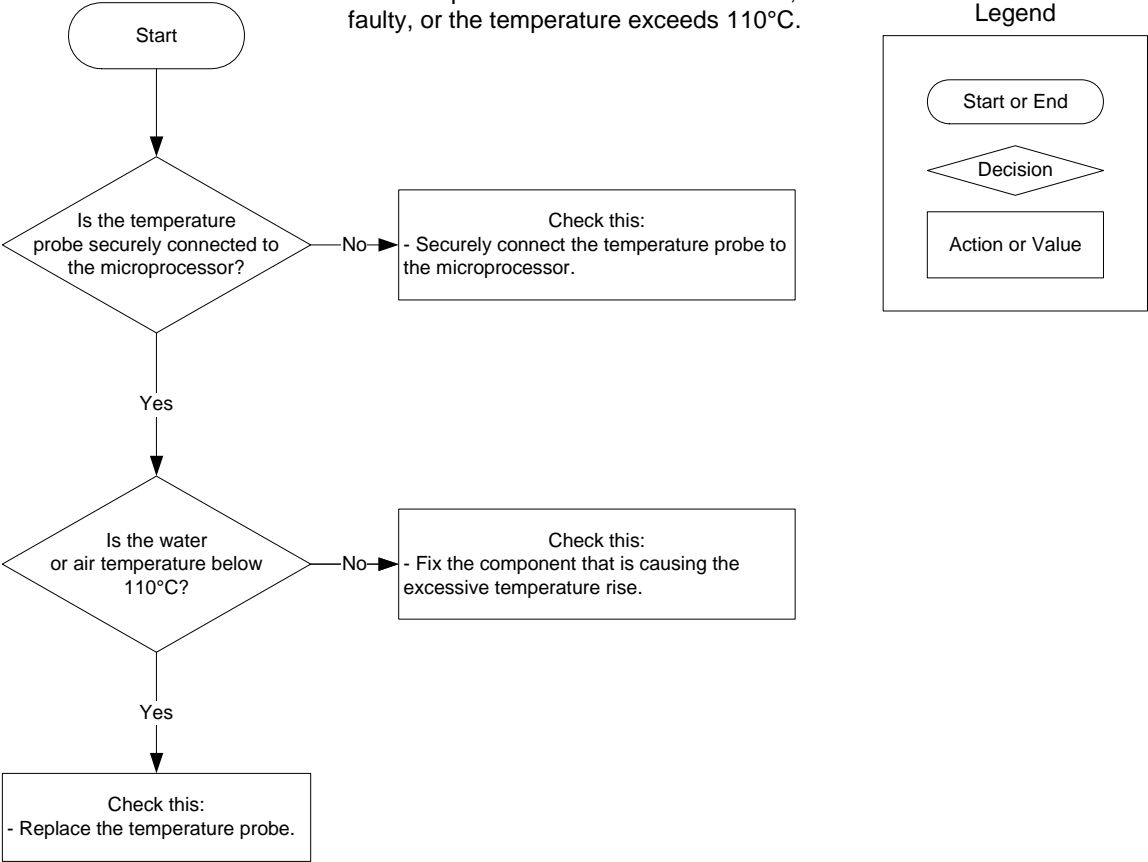 Start
faulty, or the temperature exceeds 110°C.
Legend
Start or End
Decision
Action or Value
Is the temperature
probe securely connected to
the microprocessor?
No
Check this:
- Securely connect the temperature probe to
the microprocessor.
Yes
Is the water
or air temperature below
110°C?
No
Check this:
- Fix the component that is causing the
excessive temperature rise.
Yes
Check this:
- Replace the temperature probe.